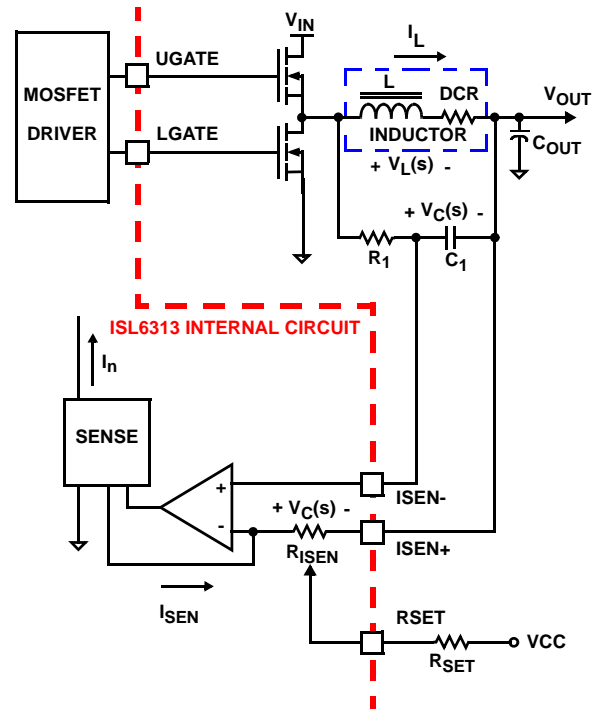 V_IN
I_L
UGATE
L
DCR
MOSFET
DRIVER
V_OUT
LGATE
INDUCTOR
C_OUT
+ V_L(s) -
+ V_C(s) -
R_1
C_1
ISL6313 INTERNAL CIRCUIT
I_n
SENSE
+
ISEN-
+ V_C(s) -
-
R_ISEN
ISEN+
I_SEN
RSET
VCC
R_SET